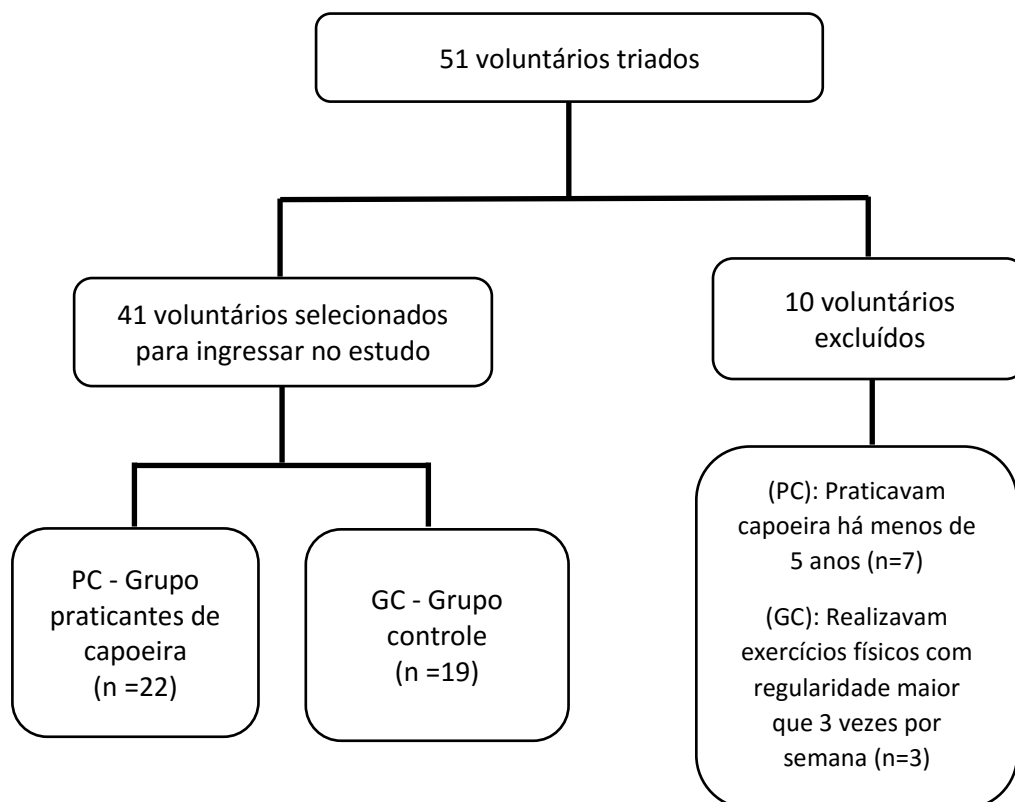 51 voluntários triados
41 voluntários selecionados
para ingressar no estudo
10 voluntários
excluídos
PC - Grupo
praticantes de
capoeira
(n =22)
GC - Grupo
controle
(n =19)
(PC): Praticavam
capoeira há menos de
5 anos (n=7)
(GC): Realizavam
exercícios físicos com
regularidade maior
que 3 vezes por
semana (n=3)